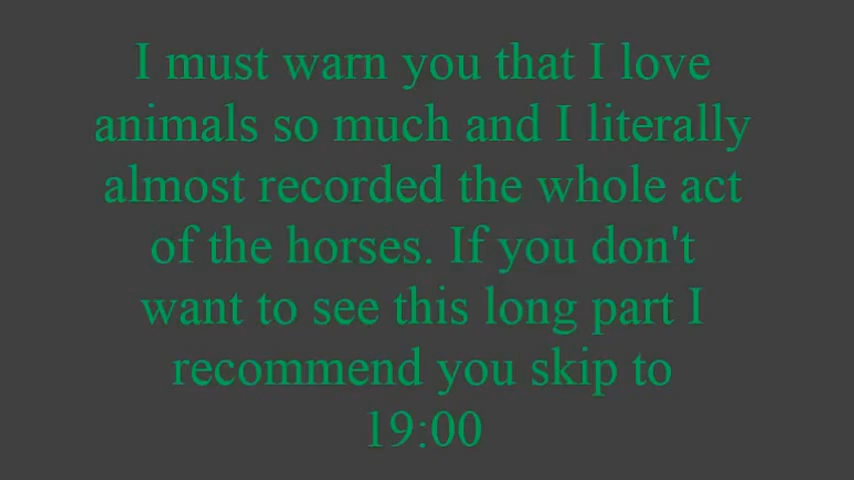 I must warn you that I love
animals so much and I literally
almost recorded the whole act
of the horses. If you don't
want to see this long part I
recommend you skip to
19:00